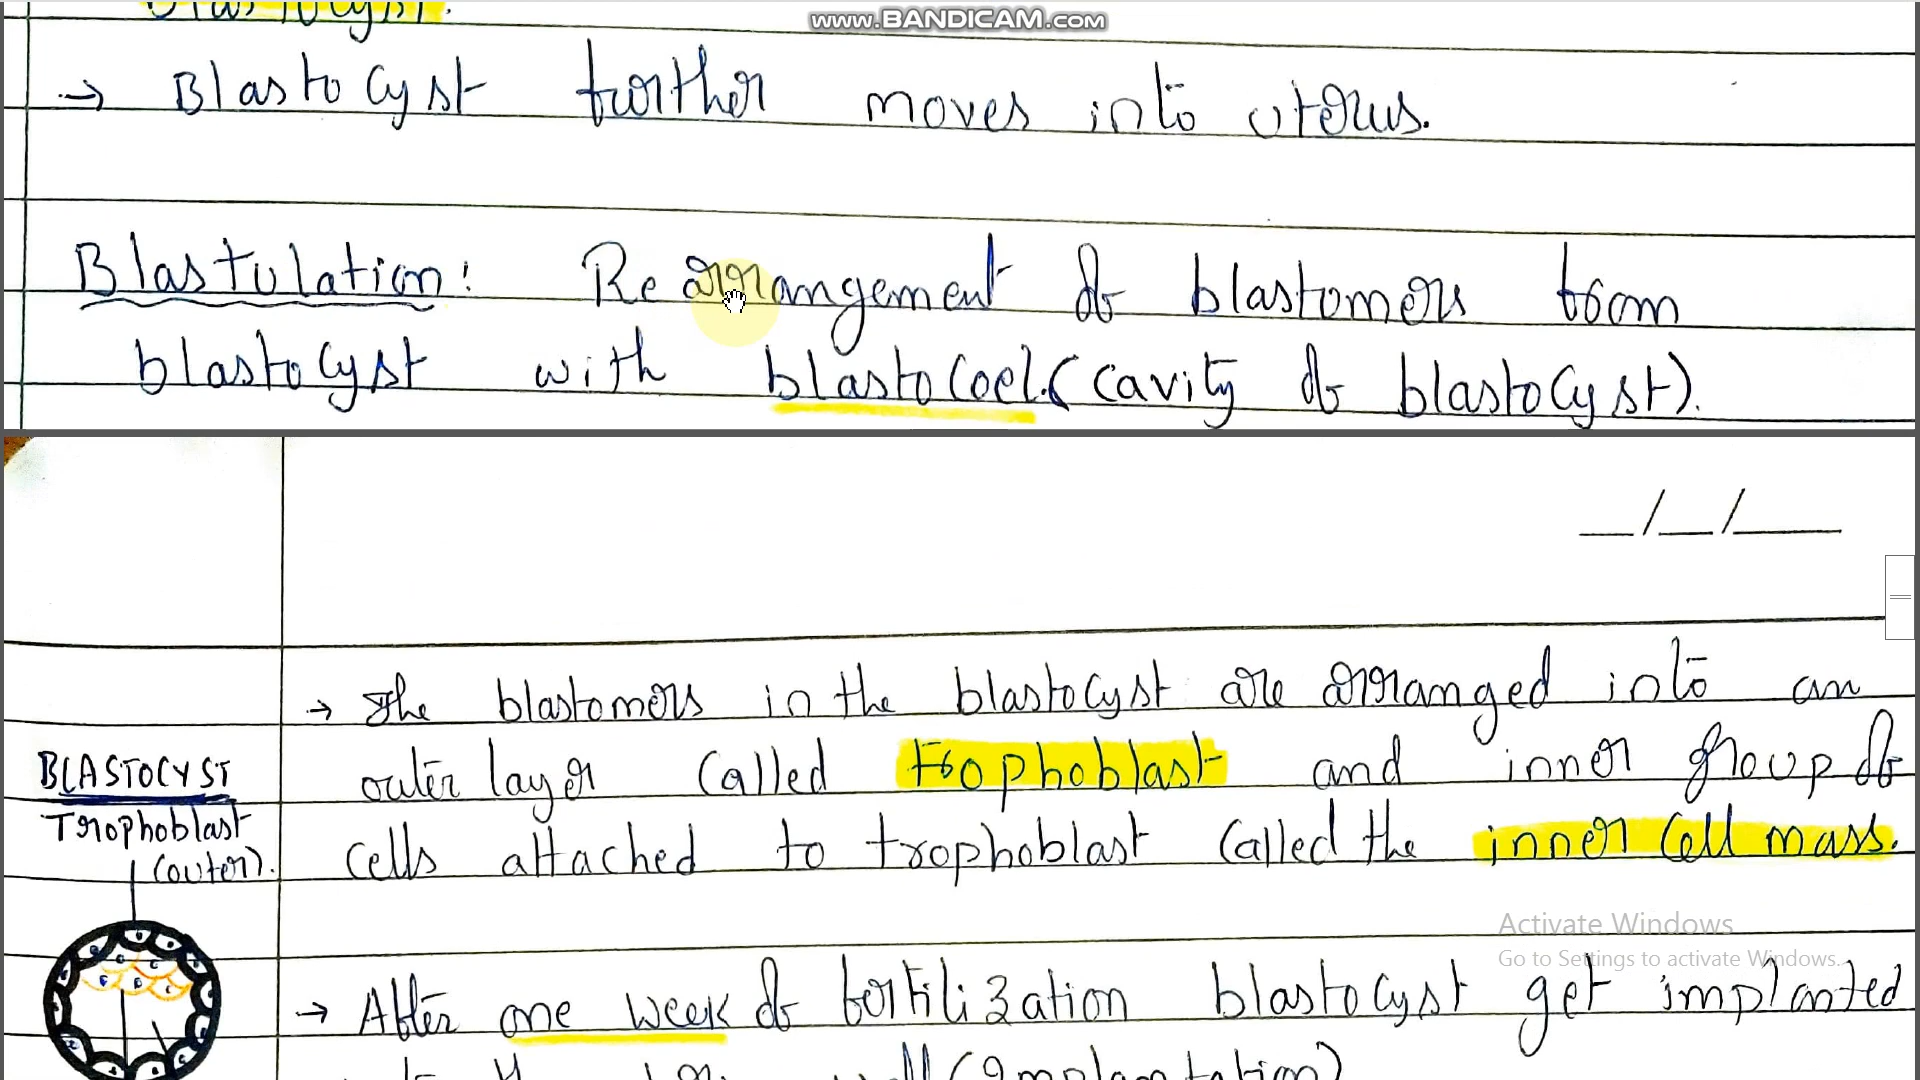 Blastocyst.
www.BANDICAM.com
→ Blastocyst further moves into uterus.
Blastulation: Rearrangement of blastomers from
blastocyst with blastocoel. (cavity of blastocyst).
__/__/____
→ The blastomers in the blastocyst are arranged into an
outer layer called trophoblast and inner group of
cells attached to trophoblast called the inner cell mass.
BLASTOCYST
Trophoblast
(outer).
Activate Windows
Go to Settings to activate Windows.
→ After one week of fertilization blastocyst get implanted
(Implantation)